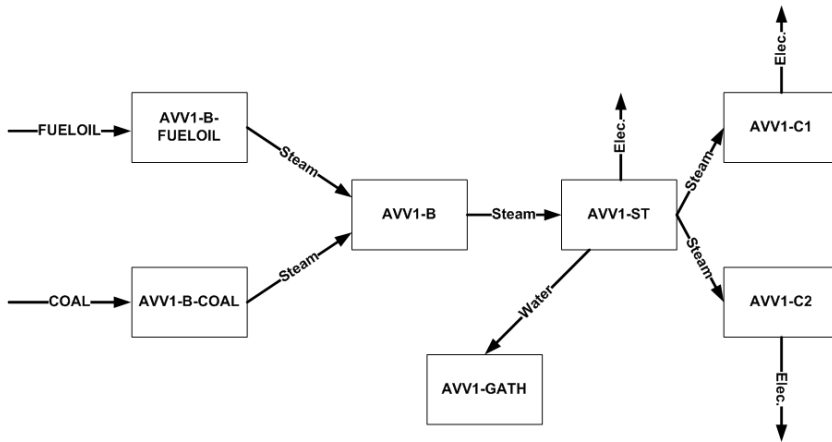 Elec.
AVV1-B-
FUELOIL
FUELOIL
AVV1-C1
Elec.
Steam
Steam
AVV1-B
Steam
AVV1-ST
Steam
Steam
COAL
AVV1-B-COAL
Water
AVV1-C2
AVV1-GATH
Elec.